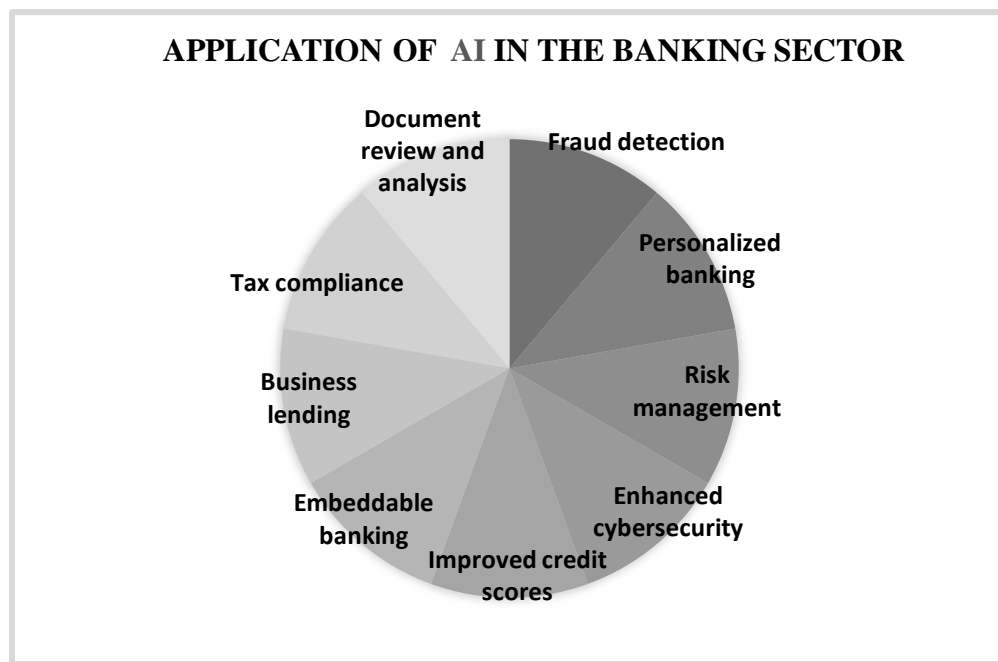 APPLICATION OF AI IN THE BANKING SECTOR
Document
review and
analysis
Fraud detection
Personalized
banking
Tax compliance
Risk
management
Business
lending
Enhanced
cybersecurity
Embeddable
banking
Improved credit
scores